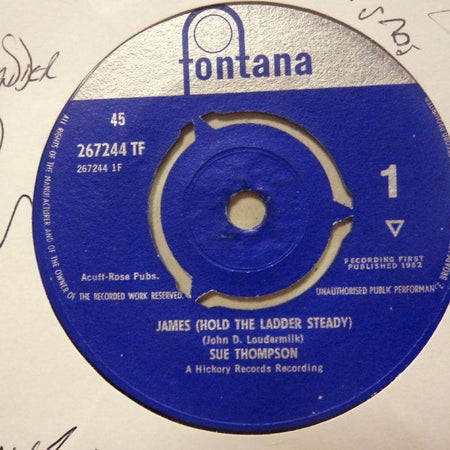 fontana
45
267244 TF
267244 1F
1
RECORDING FIRST
PUBLISHED 1962
Acuff-Rose Pubs.
ALL RIGHTS OF THE MANUFACTURER AND OF THE OWNER OF THE RECORDED WORK RESERVED.
UNAUTHORISED PUBLIC PERFORMAN
JAMES (HOLD THE LADDER STEADY)
(John D. Loudermilk)
SUE THOMPSON
A Hickory Records Recording